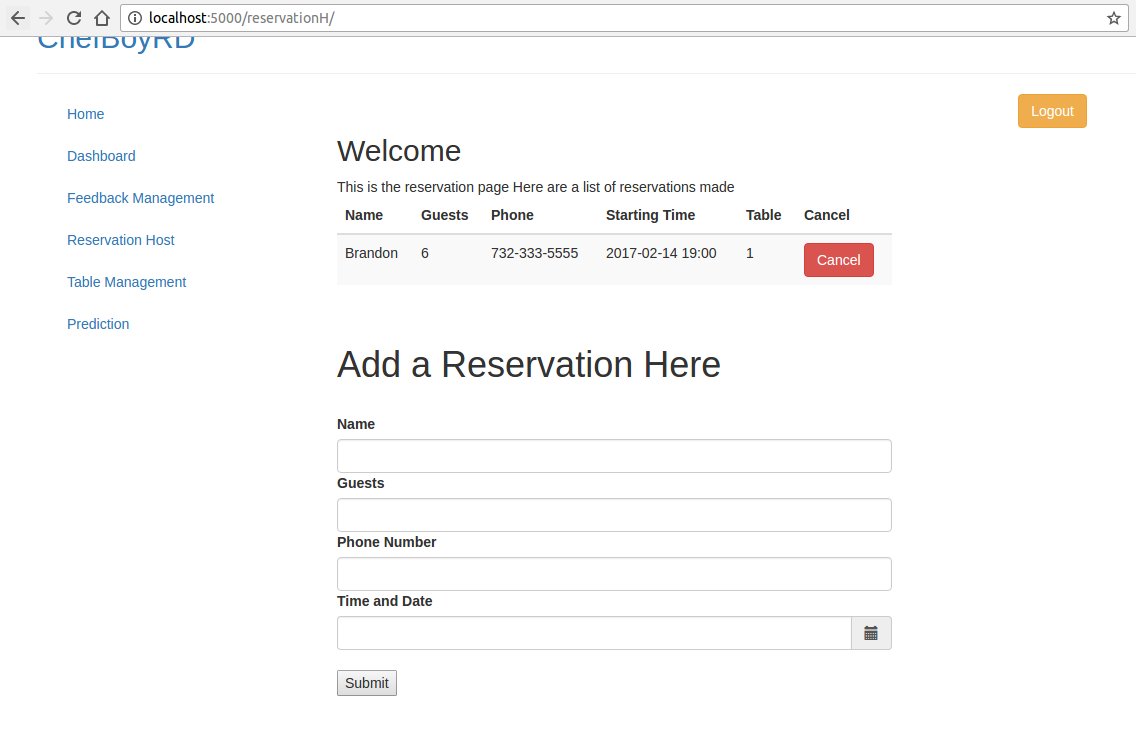 localhost:5000/reservationH/
ChefBoyRD
Home
Logout
Dashboard
Welcome
Feedback Management
This is the reservation page Here are a list of reservations made
Name Guests Phone Starting Time Table Cancel
Reservation Host
Brandon 6 732-333-5555 2017-02-14 19:00 1 Cancel
Table Management
Prediction
Add a Reservation Here
Name
Guests
Phone Number
Time and Date
Submit